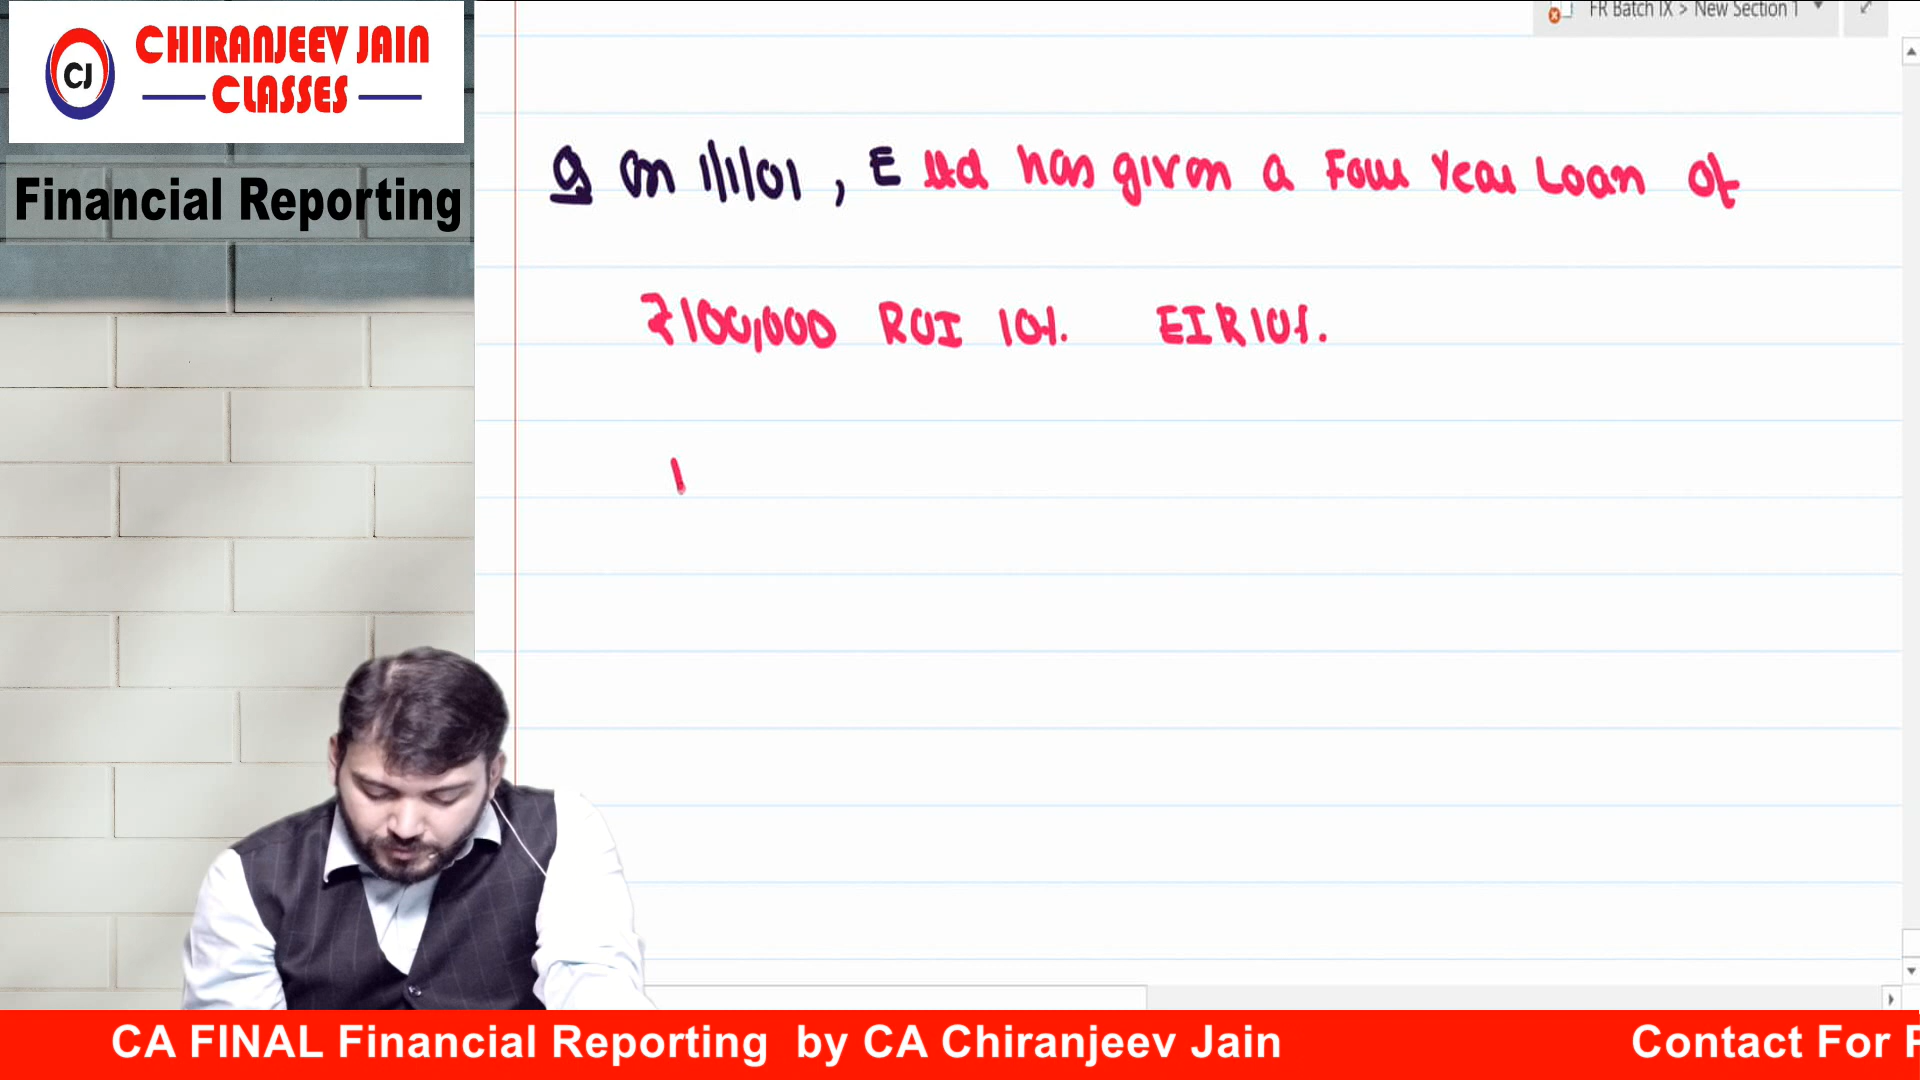 CHIRANJEEV JAIN
CJ
CLASSES
Financial Reporting
FR Batch IX > New Section 1
Q on 1/1/01, E Ltd has given a Four Year Loan of
₹100,000 ROI 10%. EIR 10%.
CA FINAL Financial Reporting by CA Chiranjeev Jain
Contact For